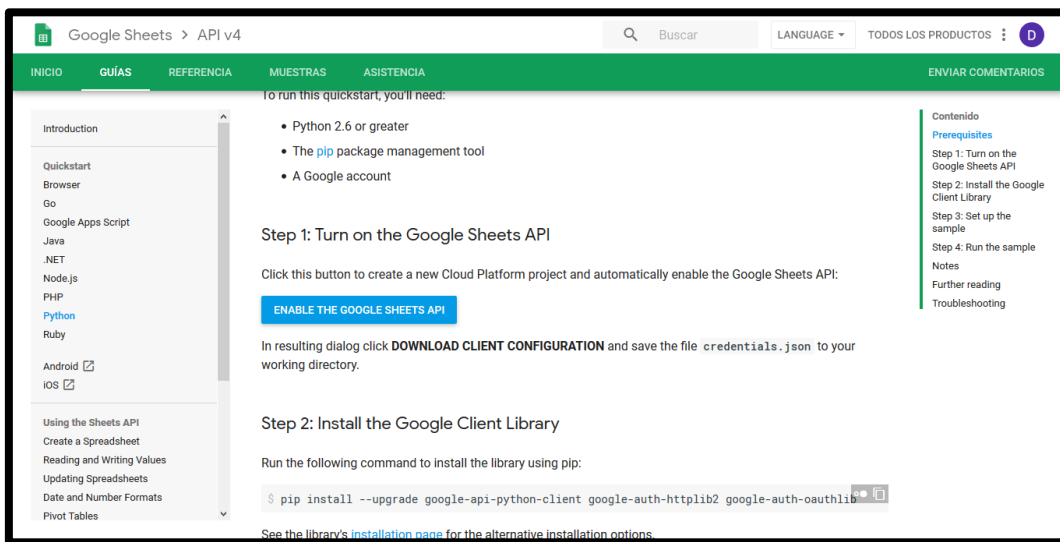 Google Sheets > API v4
Buscar
LANGUAGE
TODOS LOS PRODUCTOS
D
INICIO GUÍAS REFERENCIA MUESTRAS ASISTENCIA ENVIAR COMENTARIOS
Introduction
Quickstart
Browser
Go
Google Apps Script
Java
.NET
Node.js
PHP
Python
Ruby
Android
iOS
Using the Sheets API
Create a Spreadsheet
Reading and Writing Values
Updating Spreadsheets
Date and Number Formats
Pivot Tables
To run this quickstart, you'll need:
• Python 2.6 or greater
• The pip package management tool
• A Google account
Step 1: Turn on the Google Sheets API
Click this button to create a new Cloud Platform project and automatically enable the Google Sheets API:
ENABLE THE GOOGLE SHEETS API
In resulting dialog click DOWNLOAD CLIENT CONFIGURATION and save the file credentials.json to your
working directory.
Step 2: Install the Google Client Library
Run the following command to install the library using pip:
$ pip install --upgrade google-api-python-client google-auth-httplib2 google-auth-oauthlib
See the library's installation page for the alternative installation options.
Contenido
Prerequisites
Step 1: Turn on the
Google Sheets API
Step 2: Install the Google
Client Library
Step 3: Set up the
sample
Step 4: Run the sample
Notes
Further reading
Troubleshooting